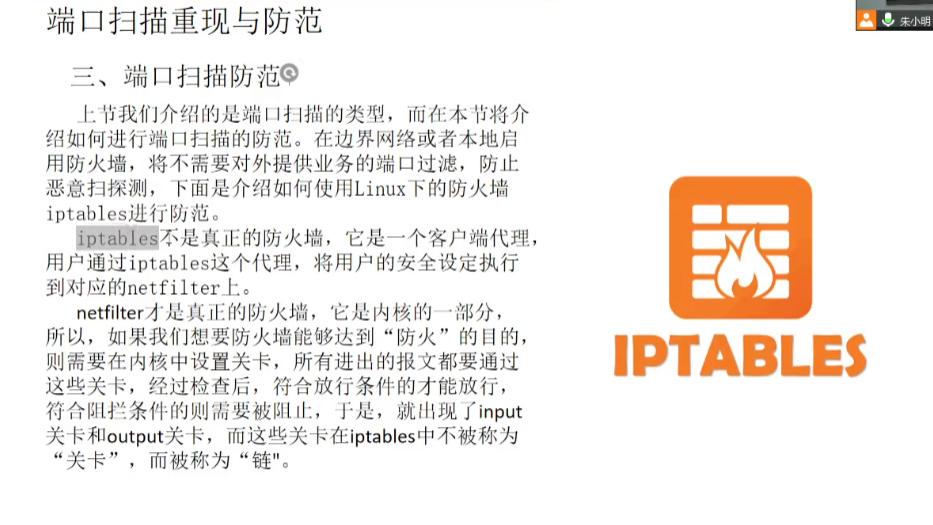 端口扫描重现与防范
朱小明
三、端口扫描防范
上节我们介绍的是端口扫描的类型，而在本节将介
绍如何进行端口扫描的防范。在边界网络或者本地启
用防火墙，将不需要对外提供业务的端口过滤，防止
恶意扫探测，下面是介绍如何使用Linux下的防火墙
iptables进行防范。
iptables不是真正的防火墙，它是一个客户端代理，
用户通过iptables这个代理，将用户的安全设定执行
到对应的netfilter上。
netfilter才是真正的防火墙，它是内核的一部分，
所以，如果我们想要防火墙能够达到“防火”的目的，
则需要在内核中设置关卡，所有进出的报文都要通过
这些关卡，经过检查后，符合放行条件的才能放行，
符合阻拦条件的则需要被阻止，于是，就出现了input
关卡和output关卡，而这些关卡在iptables中不被称为
“关卡”，而被称为“链"。
IPTABLES